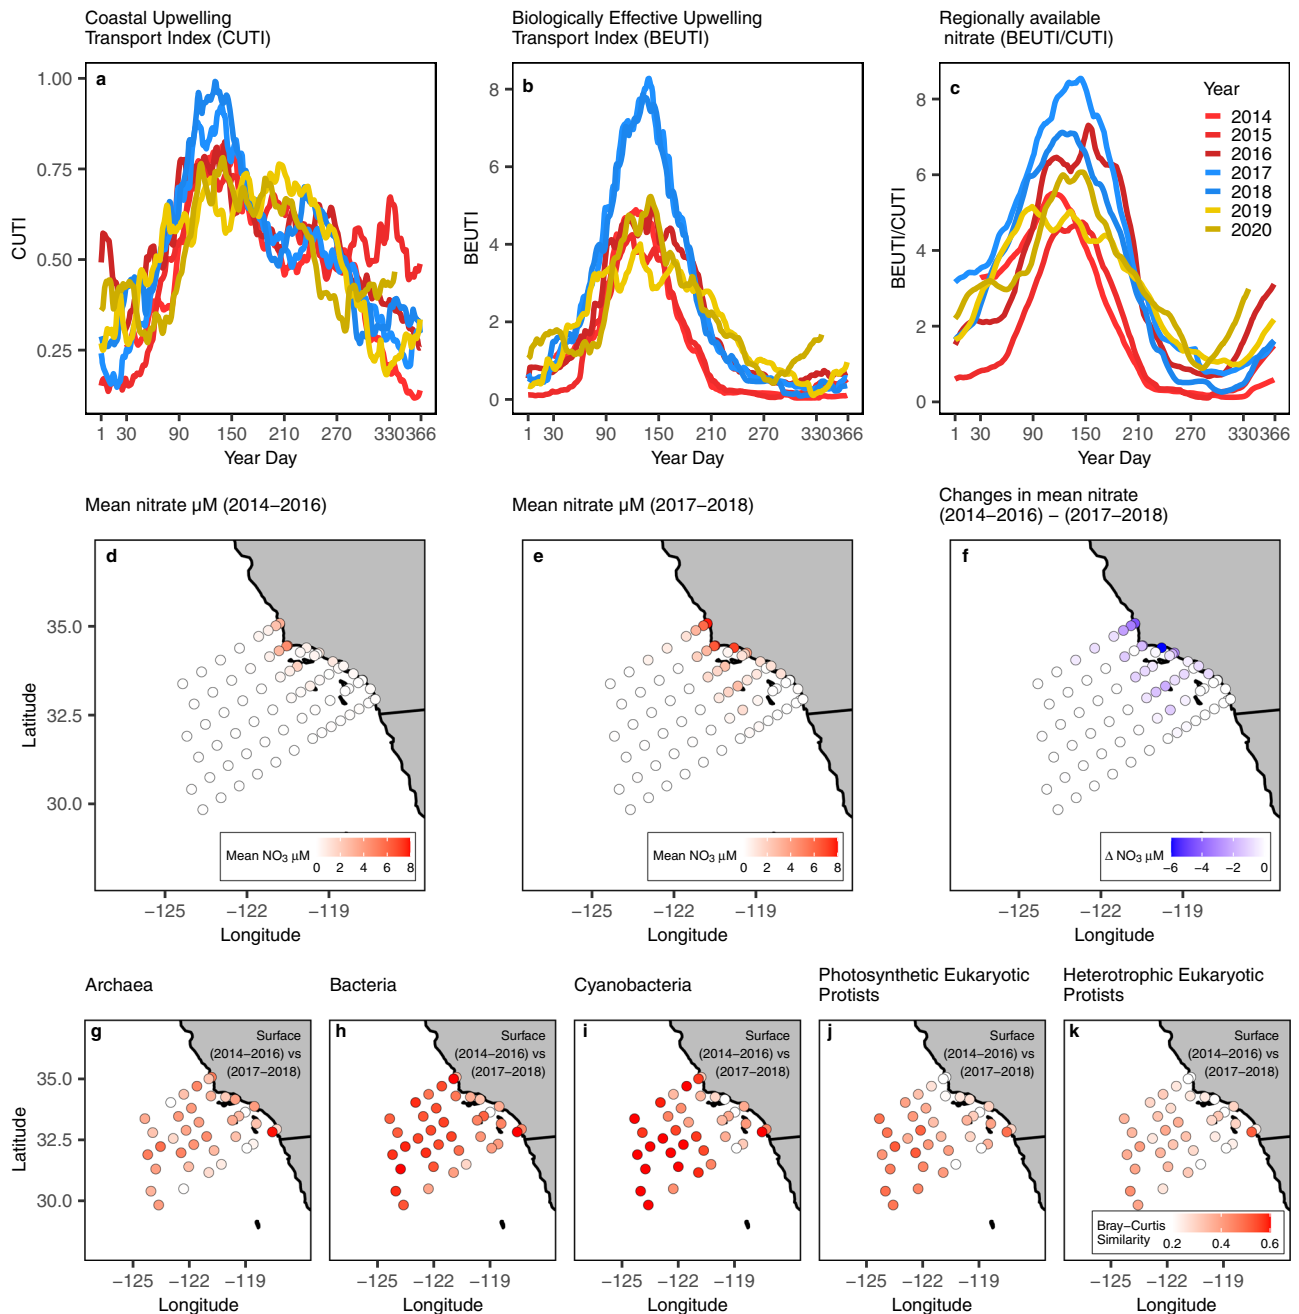 Coastal Upwelling
Transport Index (CUTI)
Biologically Effective Upwelling
Transport Index (BEUTI)
Regionally available
nitrate (BEUTI/CUTI)
a
CUTI
1.00
0.75
0.50
0.25
1 30 90 150 210 270 330 366
Year Day
b
BEUTI
8
6
4
2
0
1 30 90 150 210 270 330 366
Year Day
c
BEUTI/CUTI
8
6
4
2
0
1 30 90 150 210 270 330 366
Year Day
Year
2014
2015
2016
2017
2018
2019
2020
Mean nitrate µM (2014−2016)
Mean nitrate µM (2017−2018)
Changes in mean nitrate
(2014−2016) − (2017−2018)
d
Latitude
35.0
32.5
30.0
Mean NO3 µM
0 2 4 6 8
−125 −122 −119
Longitude
e
Mean NO3 µM
0 2 4 6 8
−125 −122 −119
Longitude
f
Δ NO3 µM
−6 −4 −2 0
−125 −122 −119
Longitude
Archaea
Bacteria
Cyanobacteria
Photosynthetic Eukaryotic
Protists
Heterotrophic Eukaryotic
Protists
g
Surface
(2014−2016) vs
(2017−2018)
Latitude
35.0
32.5
30.0
−125 −122 −119
Longitude
h
Surface
(2014−2016) vs
(2017−2018)
−125 −122 −119
Longitude
i
Surface
(2014−2016) vs
(2017−2018)
−125 −122 −119
Longitude
j
Surface
(2014−2016) vs
(2017−2018)
−125 −122 −119
Longitude
k
Surface
(2014−2016) vs
(2017−2018)
Bray−Curtis
Similarity
0.2 0.4 0.6
−125 −122 −119
Longitude